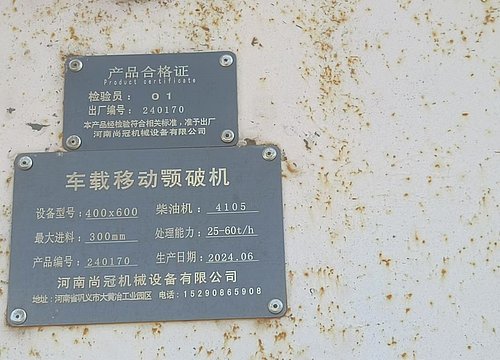 产品合格证
Product certificate
检验员： 01
出厂编号： 240170
本产品经检验符合相关标准，准予出厂
河南尚冠机械设备有限公司
车载移动颚破机
设备型号：400x600 柴油机： 4105
最大进料： 300mm 处理能力： 25-60t/h
产品编号： 240170 生产日期： 2024.06
河南尚冠机械设备有限公司
地址：河南省巩义市大黄冶工业园区 电话：15290865908